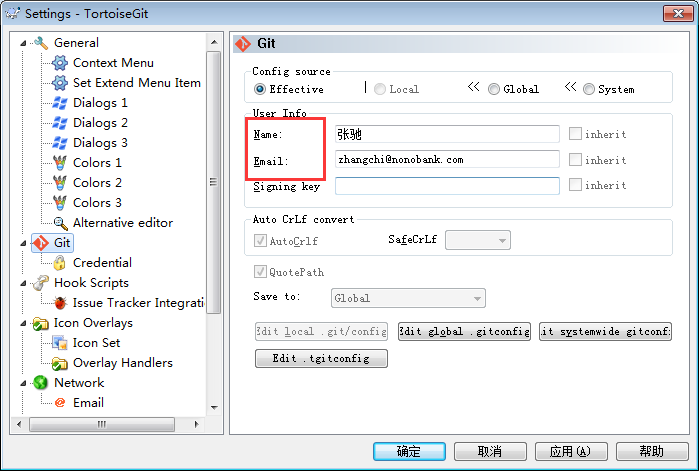 Settings - TortoiseGit
General
Context Menu
Set Extend Menu Item
Dialogs 1
Dialogs 2
Dialogs 3
Colors 1
Colors 2
Colors 3
Alternative editor
Git
Credential
Hook Scripts
Issue Tracker Integratio
Icon Overlays
Icon Set
Overlay Handlers
Network
Email
Git
Config source
Effective | Local << Global << System
User Info
Name: 张驰 inherit
Email: zhangchi@nonobank.com inherit
Signing key inherit
Auto CrLf convert
AutoCrlf SafeCrLf
QuotePath
Save to: Global
Edit local .git/config Edit global .gitconfig it systemwide gitconfi
Edit .tgitconfig
确定 取消 应用(A) 帮助